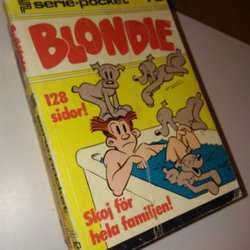 serie-pocket
BLONDIE
128
sidor!
Skoj för
hela familjen!